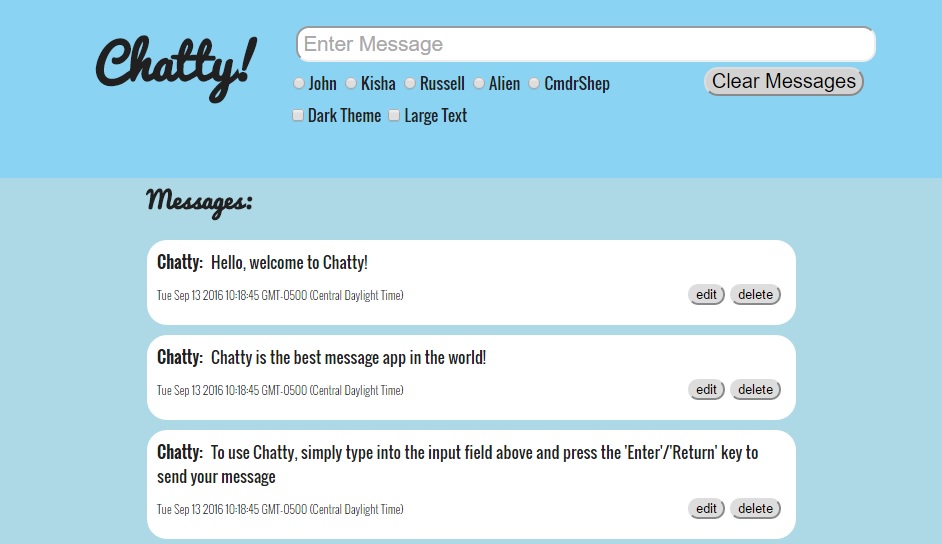 Chatty!
Enter Message
John Kisha Russell Alien CmdrShep
Clear Messages
Dark Theme Large Text
Messages:
Chatty: Hello, welcome to Chatty!
Tue Sep 13 2016 10:18:45 GMT-0500 (Central Daylight Time)
edit delete
Chatty: Chatty is the best message app in the world!
Tue Sep 13 2016 10:18:45 GMT-0500 (Central Daylight Time)
edit delete
Chatty: To use Chatty, simply type into the input field above and press the 'Enter'/'Return' key to
send your message
Tue Sep 13 2016 10:18:45 GMT-0500 (Central Daylight Time)
edit delete